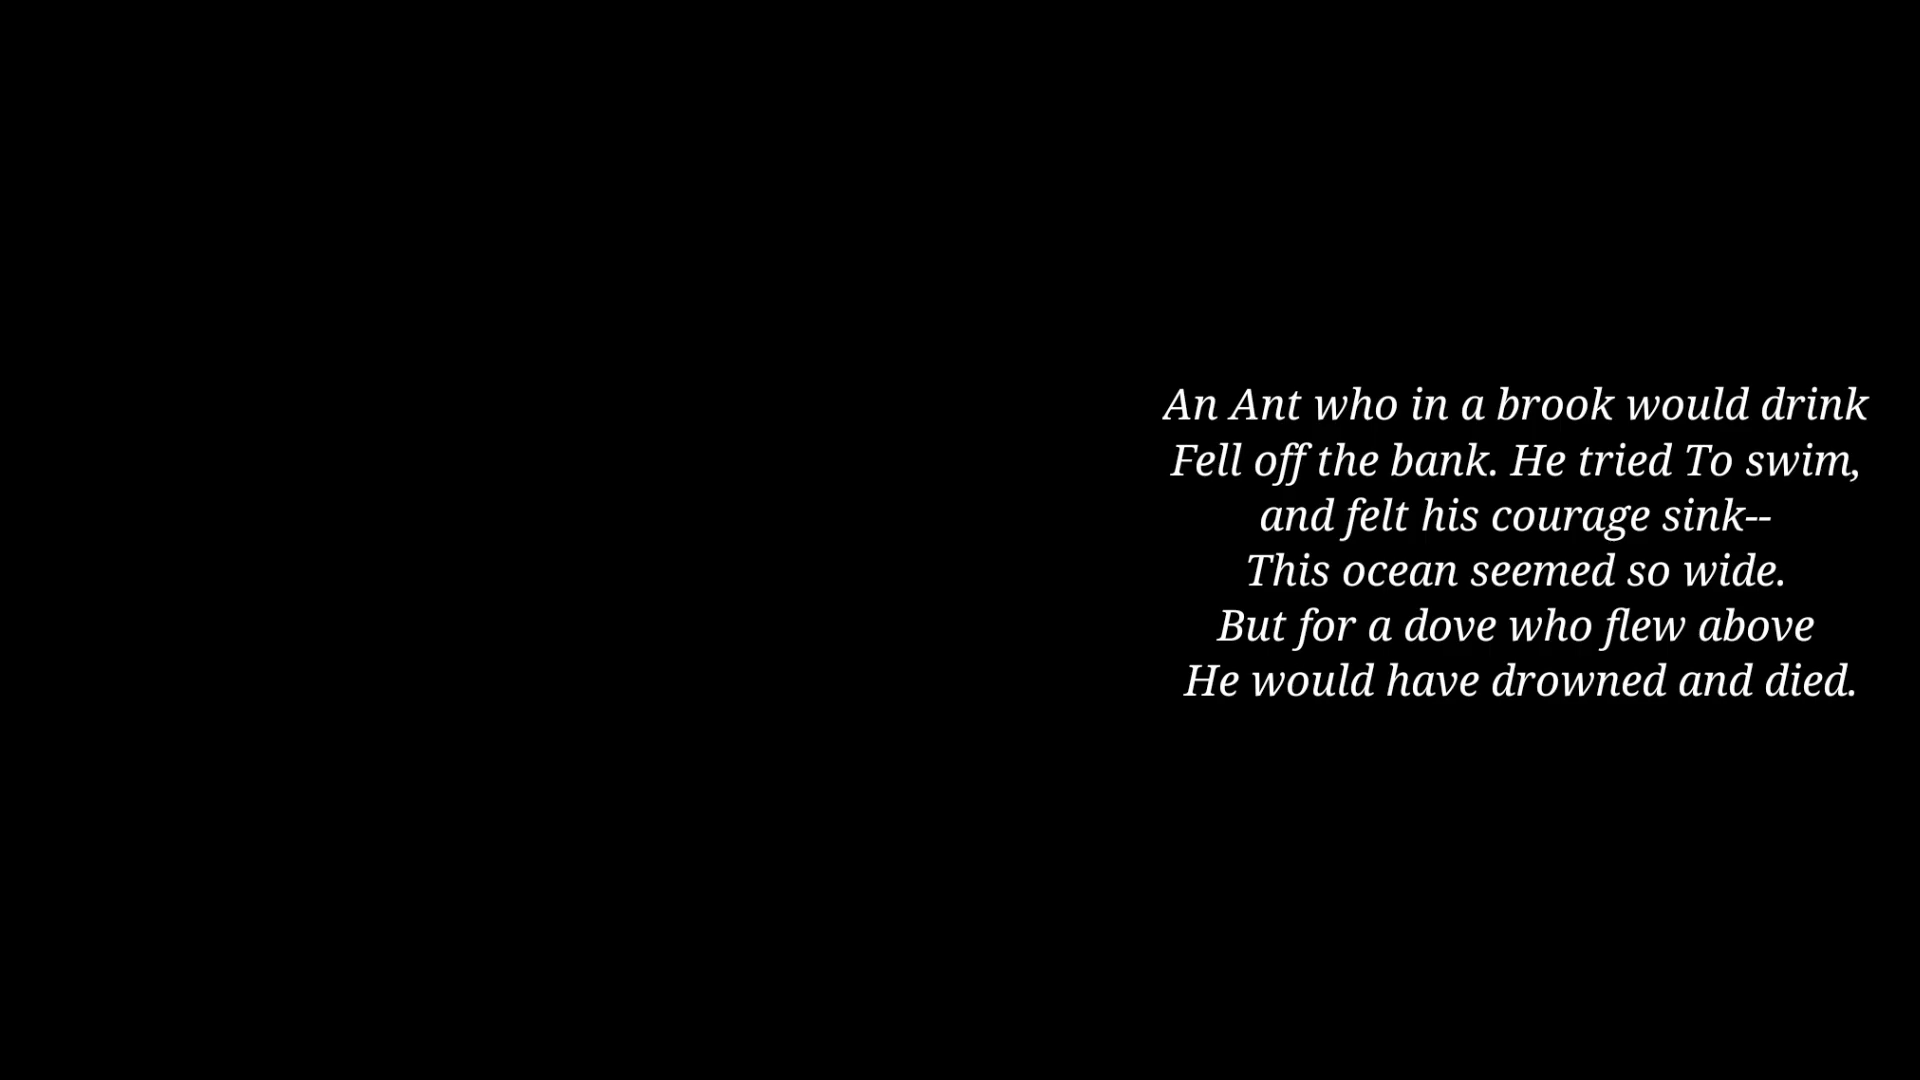 An Ant who in a brook would drink
Fell off the bank. He tried To swim,
and felt his courage sink--
This ocean seemed so wide.
But for a dove who flew above
He would have drowned and died.